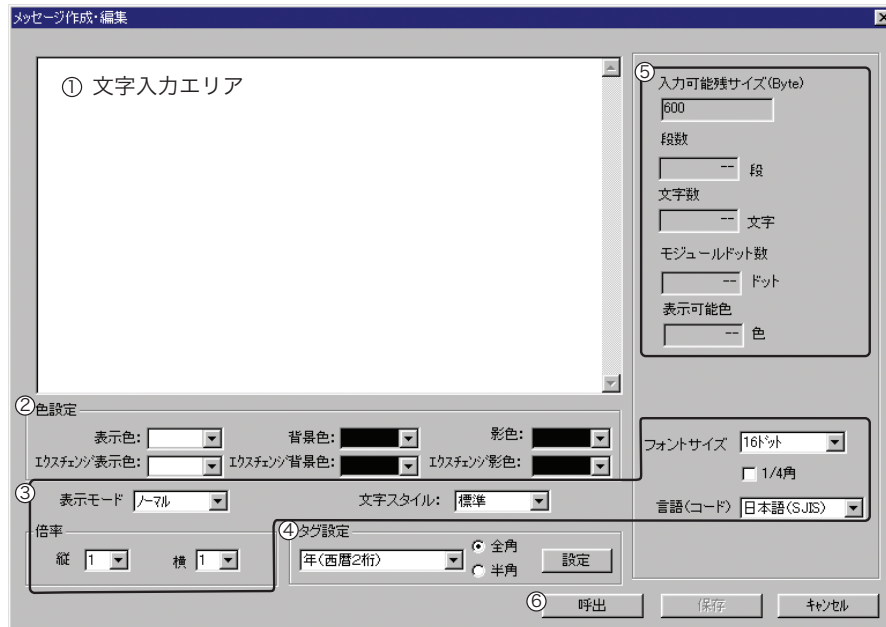 メッセージ作成・編集
① 文字入力エリア
⑤
入力可能残サイズ(Byte)
600
段数
-- 段
文字数
-- 文字
モジュールドット数
-- ドット
表示可能色
-- 色
②色設定
表示色: 背景色: 影色:
エクスチェンジ表示色: エクスチェンジ背景色: エクスチェンジ影色:
フォントサイズ 16ドット
1/4角
言語(コード) 日本語(SJIS)
③ 表示モード ノーマル 文字スタイル: 標準
倍率
縦 1 横 1
④タグ設定
年(西暦2桁) 全角
半角
設定
⑥ 呼出 保存 キャンセル